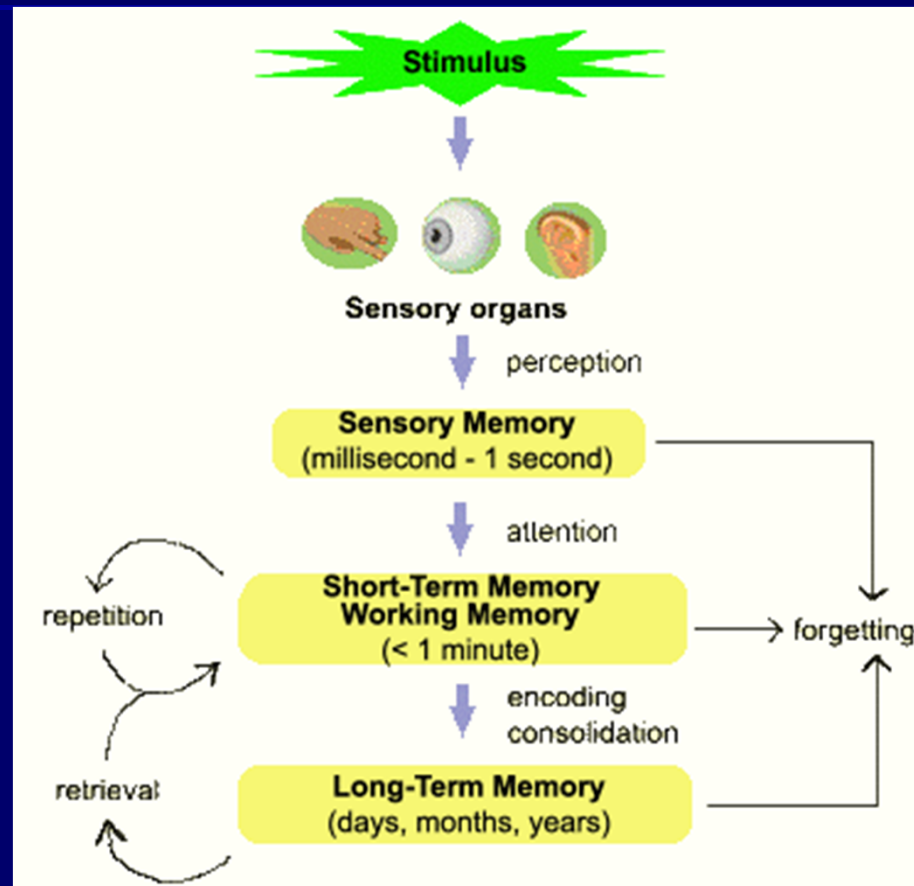 Stimulus
Sensory organs
perception
Sensory Memory
(millisecond - 1 second)
attention
Short-Term Memory
Working Memory
(< 1 minute)
repetition
forgetting
encoding
consolidation
retrieval
Long-Term Memory
(days, months, years)